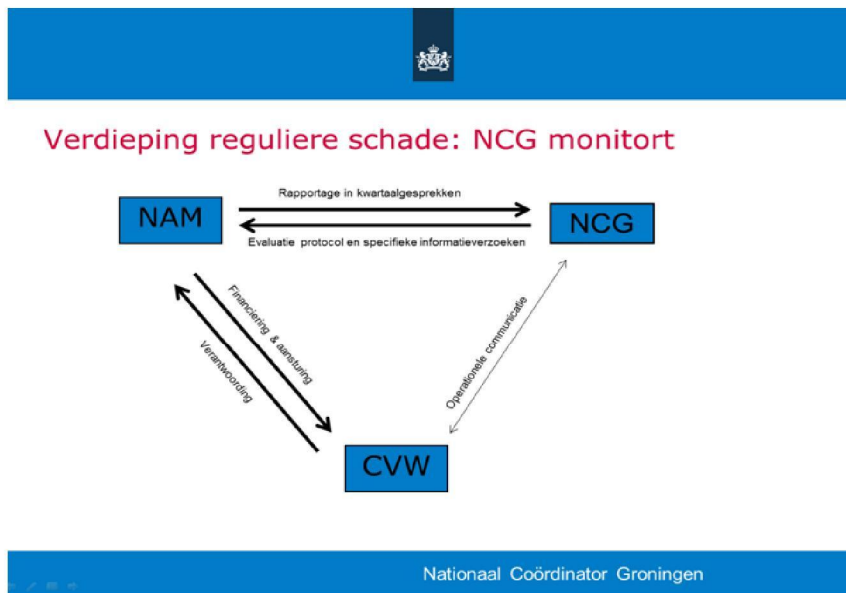 Verdieping reguliere schade: NCG monitort
Rapportage in kwartaalgesprekken
NAM
NCG
Evaluatie protocol en specifieke informatieverzoeken
Financiering & aansturing
Verantwoording
Operationele communicatie
CVW
Nationaal Coördinator Groningen